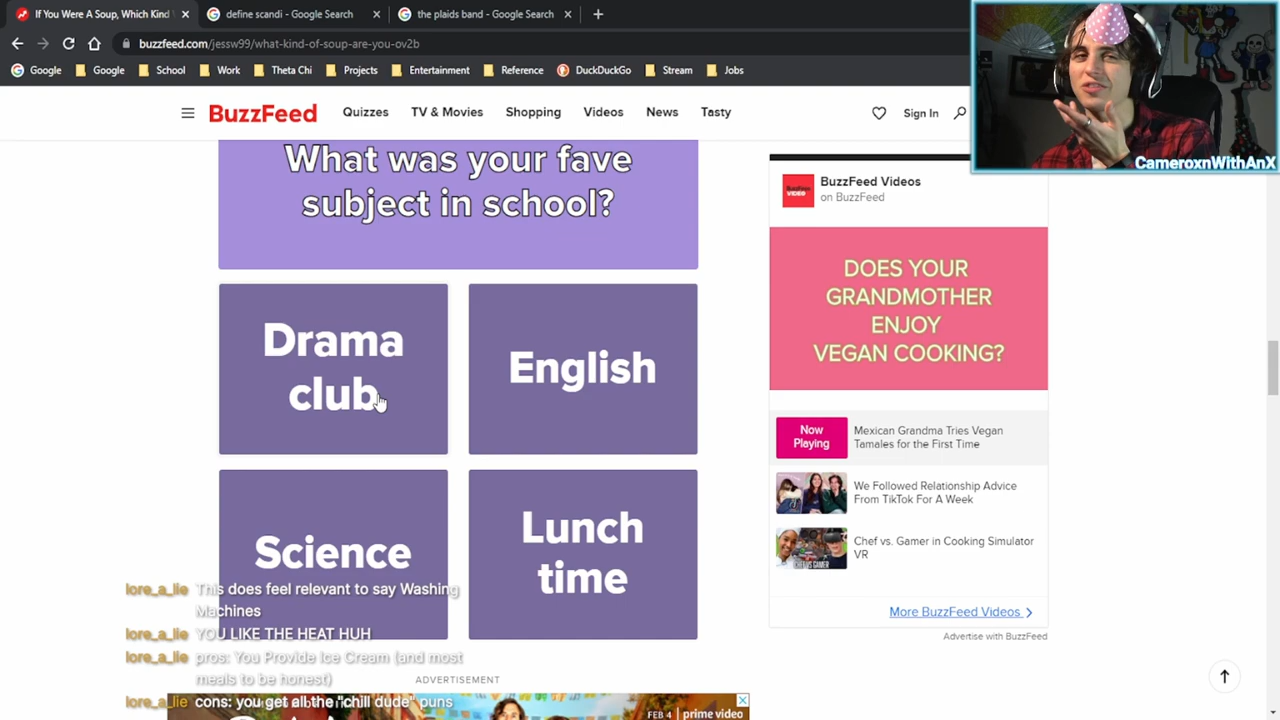 If You Were A Soup, Which Kind
define scandi - Google Search
the plaids band - Google Search
buzzfeed.com/jessw99/what-kind-of-soup-are-you-ov2b
Google
Google
School
Work
Theta Chi
Projects
Entertainment
Reference
DuckDuckGo
Stream
Jobs
CameroxnWithAnX
BuzzFeed
Quizzes
TV & Movies
Shopping
Videos
News
Tasty
Sign In
What was your fave
subject in school?
Drama
club
English
Science
Lunch
time
BuzzFeed Videos
on BuzzFeed
DOES YOUR
GRANDMOTHER
ENJOY
VEGAN COOKING?
Now
Playing
Mexican Grandma Tries Vegan
Tamales for the First Time
We Followed Relationship Advice
From TikTok For A Week
Chef vs. Gamer in Cooking Simulator
VR
More BuzzFeed Videos
Advertise with BuzzFeed
lore_a_lie This does feel relevant to say Washing
Machines
lore_a_lie YOU LIKE THE HEAT HUH
lore_a_lie pros: You Provide Ice Cream (and most
meals to be honest)
lore_a_lie cons: you get all the "chill dude" puns
ADVERTISEMENT
FEB 4 | prime video